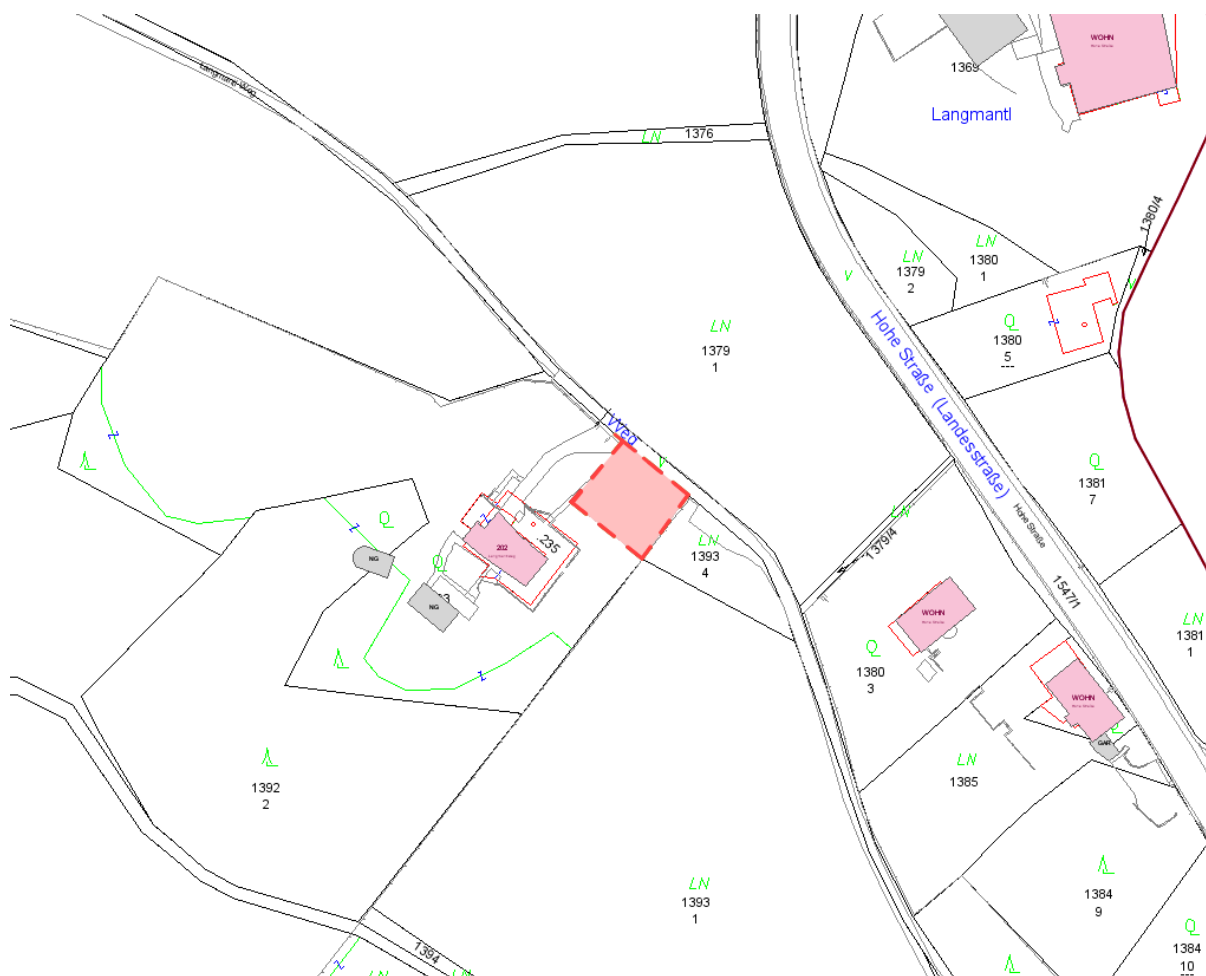 WOHN
1369
Langmantl
LN
1376
1380/4
LN
1380
1
LN
1379
2
V
V
Q
1380
5
LN
1379
1
Hohe Straße (Landesstraße)
Hohe Straße
Weg
V
Q
1381
7
LN
1379/4
Z
Q
NG
Z
202
.235
Q
NG
LN
1393
4
1547/1
WOHN
LN
1381
1
Q
1380
3
WOHN
Q
GAR
Z
LN
1385
1392
2
LN
1393
1
1384
9
Q
1384
10
1394
LN
LN
Z